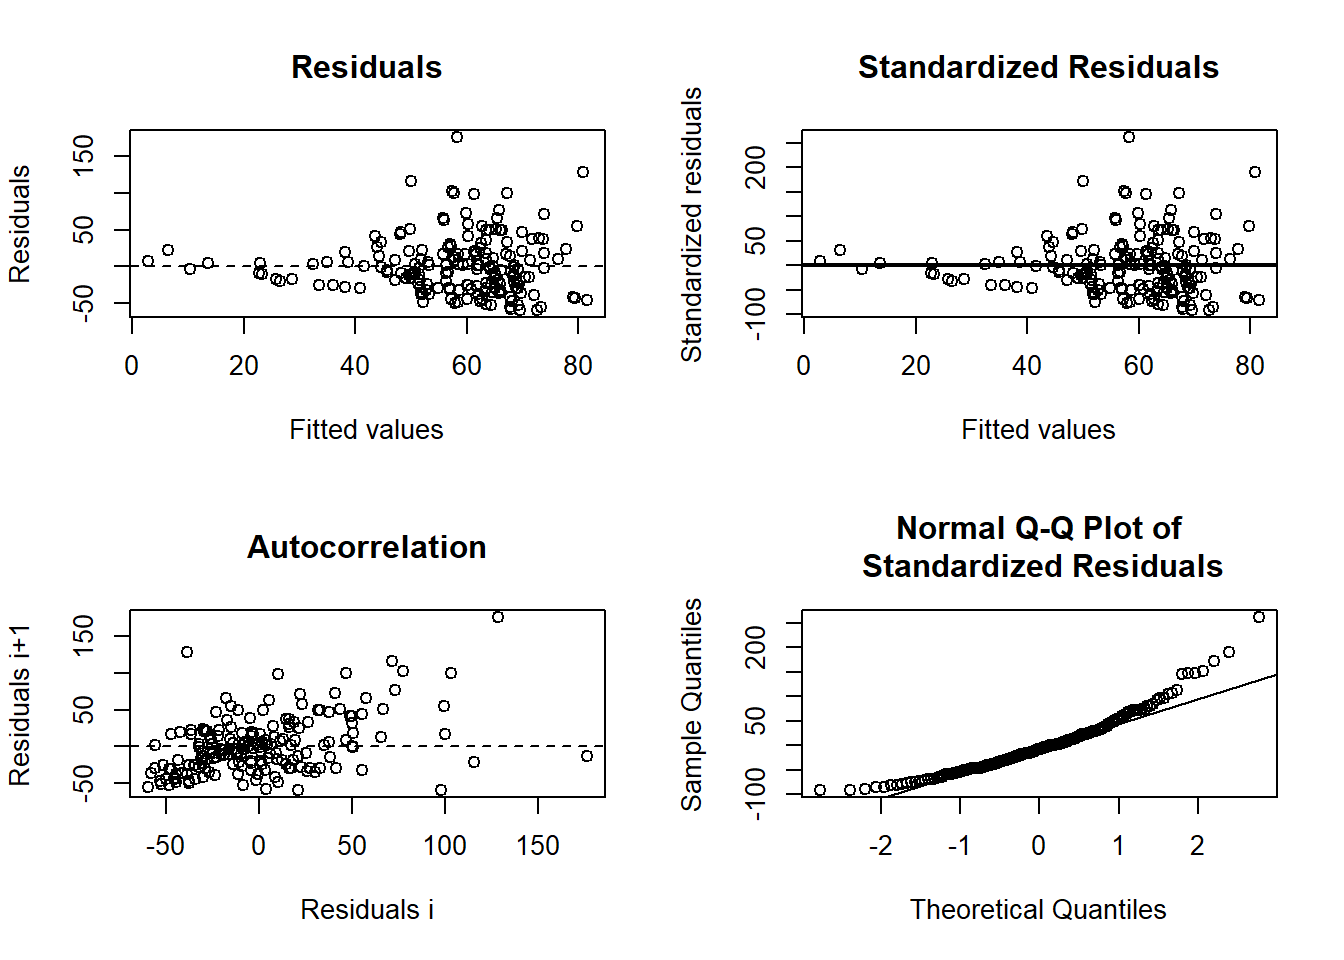 Residuals
Residuals
150
50
-50
0 20 40 60 80
Fitted values
Standardized Residuals
Standardized residuals
200
50
-100
0 20 40 60 80
Fitted values
Autocorrelation
Residuals i+1
150
50
-50
-50 0 50 100 150
Residuals i
Normal Q-Q Plot of
Standardized Residuals
Sample Quantiles
200
50
-100
-2 -1 0 1 2
Theoretical Quantiles